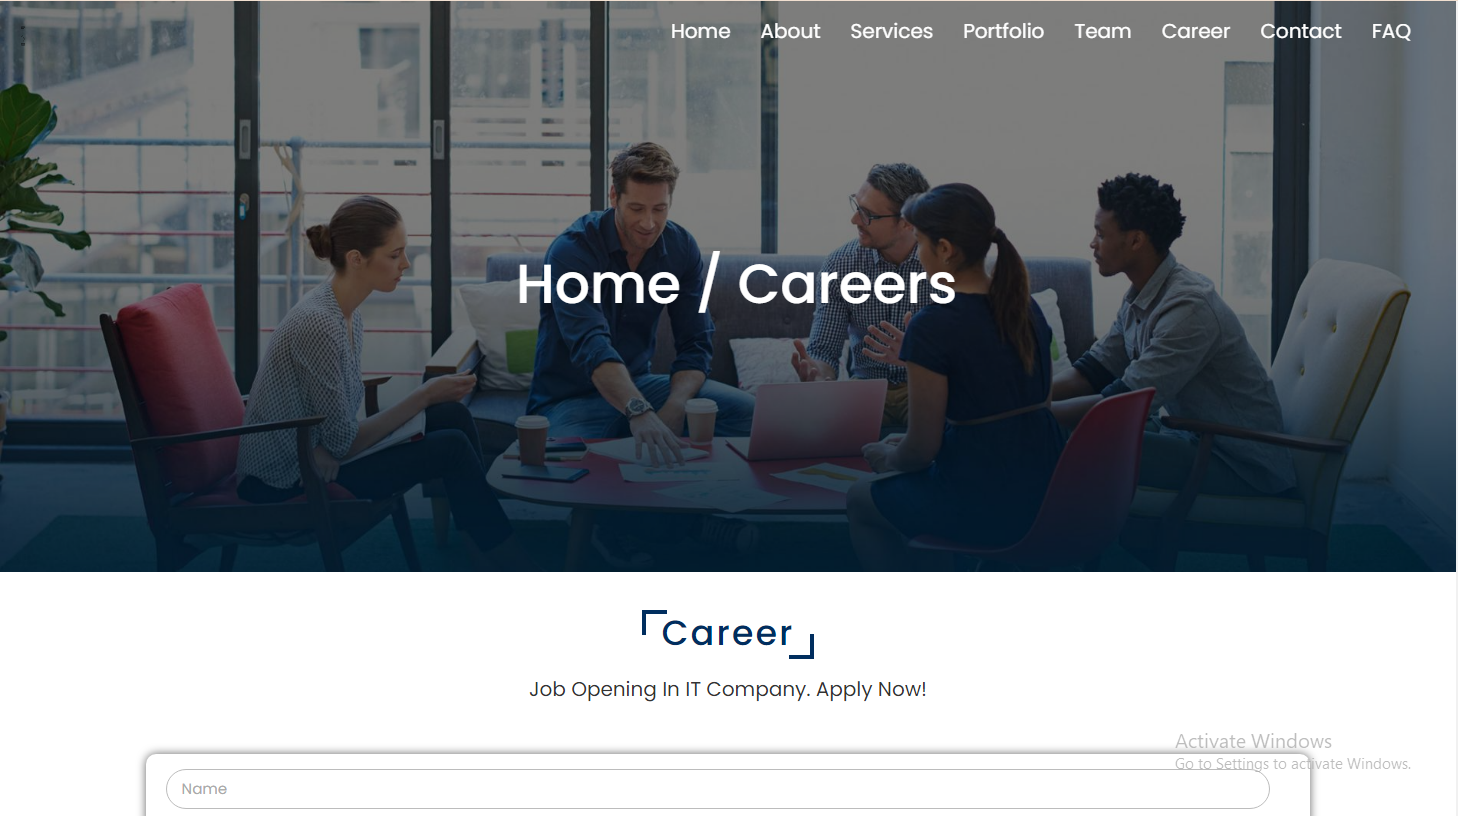 Home About Services Portfolio Team Career Contact FAQ
Home / Careers
Career
Job Opening In IT Company. Apply Now!
Activate Windows
Go to Settings to activate Windows.
Name